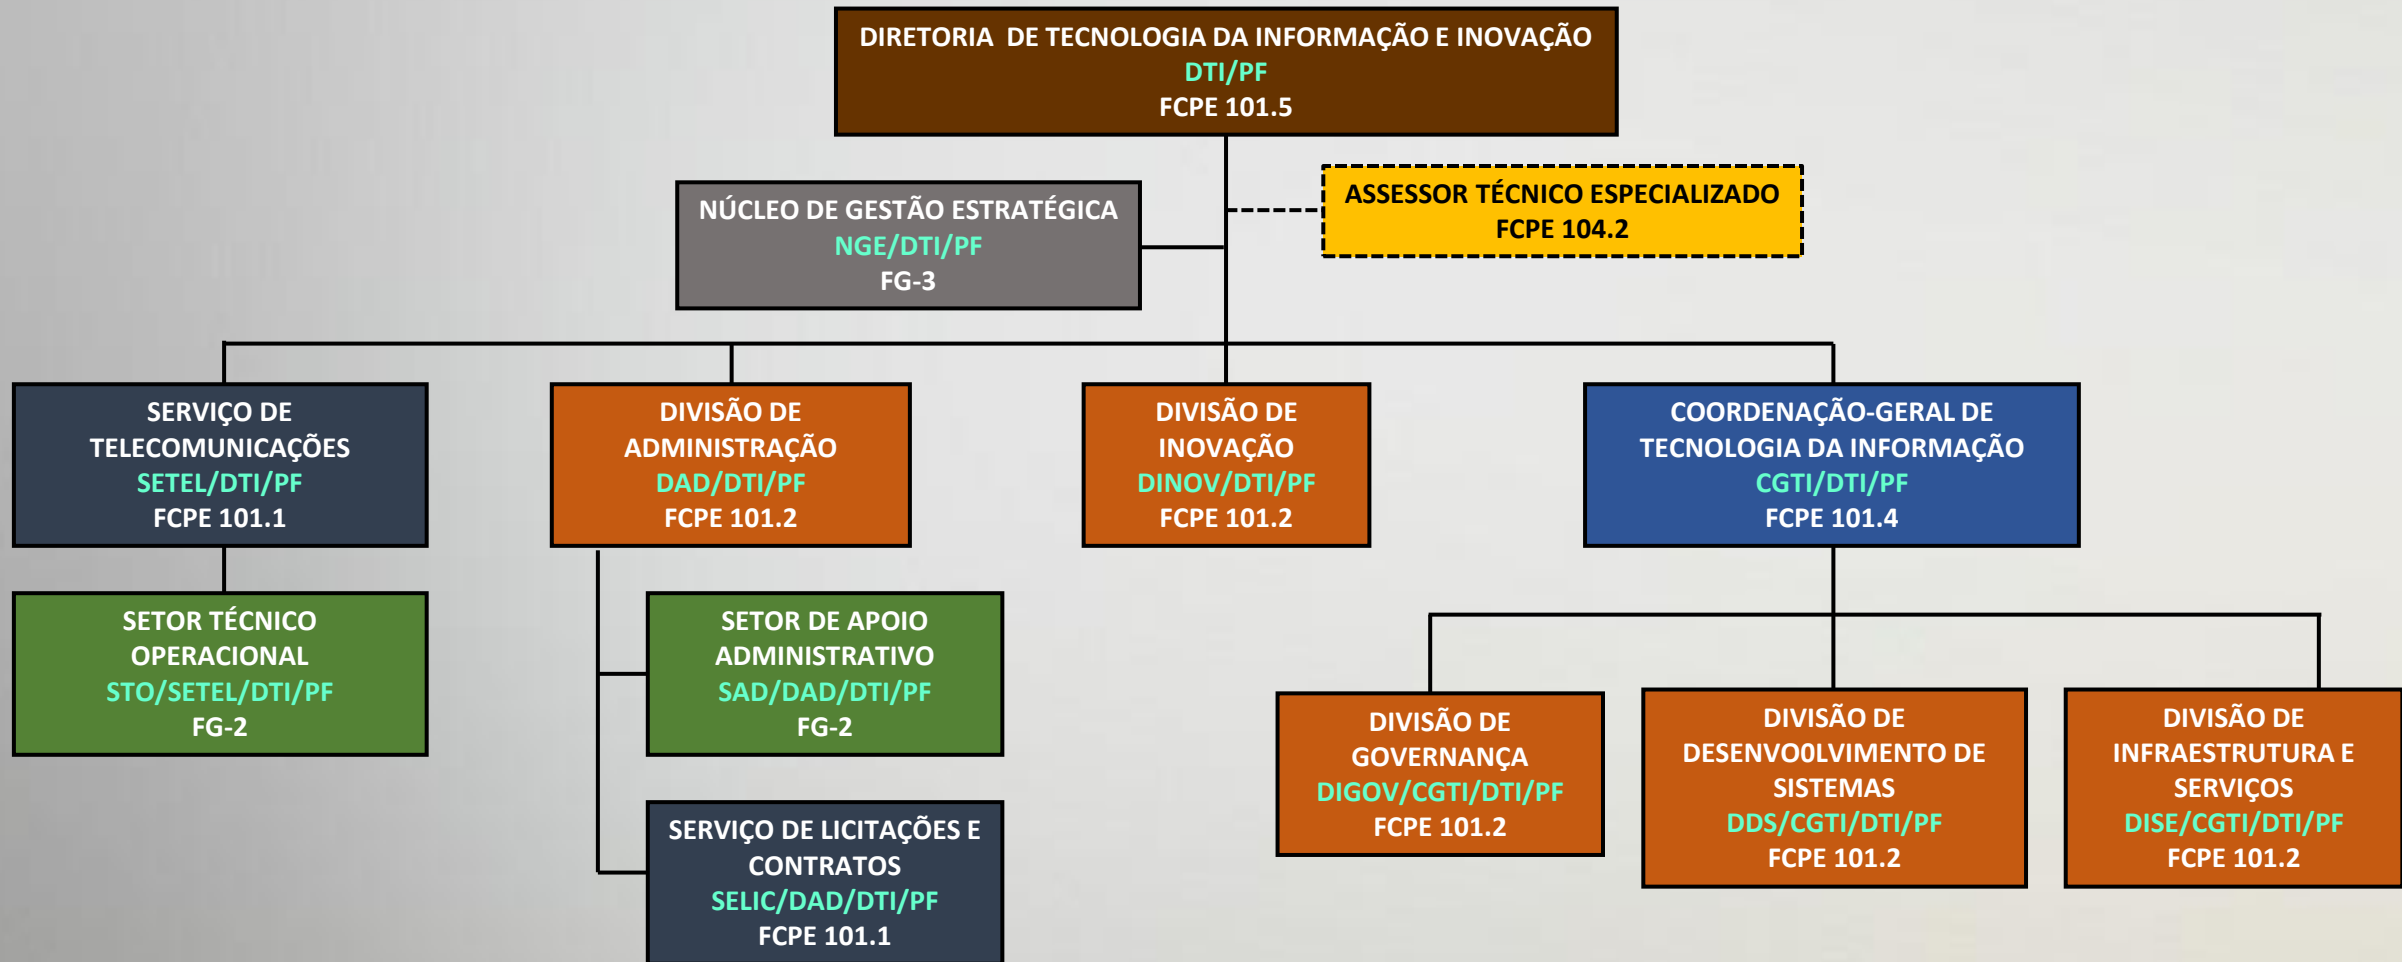 DIRETORIA  DE TECNOLOGIA DA INFORMAÇÃO E INOVAÇÃO
DTI/PF
FCPE 101.5
ASSESSOR TÉCNICO ESPECIALIZADO
FCPE 104.2
NÚCLEO DE GESTÃO ESTRATÉGICA
NGE/DTI/PF
FG-3
SERVIÇO DE
TELECOMUNICAÇÕES
SETEL/DTI/PF
FCPE 101.1
DIVISÃO DE
ADMINISTRAÇÃO
DAD/DTI/PF
FCPE 101.2
DIVISÃO DE
INOVAÇÃO
DINOV/DTI/PF
FCPE 101.2
COORDENAÇÃO-GERAL DE
TECNOLOGIA DA INFORMAÇÃO
CGTI/DTI/PF
FCPE 101.4
SETOR TÉCNICO
OPERACIONAL
STO/SETEL/DTI/PF
FG-2
SETOR DE APOIO
ADMINISTRATIVO
SAD/DAD/DTI/PF
FG-2
SERVIÇO DE LICITAÇÕES E
CONTRATOS
SELIC/DAD/DTI/PF
FCPE 101.1
DIVISÃO DE
GOVERNANÇA
DIGOV/CGTI/DTI/PF
FCPE 101.2
DIVISÃO DE
DESENVO0LVIMENTO DE
SISTEMAS
DDS/CGTI/DTI/PF
FCPE 101.2
DIVISÃO DE
INFRAESTRUTURA E
SERVIÇOS
DISE/CGTI/DTI/PF
FCPE 101.2